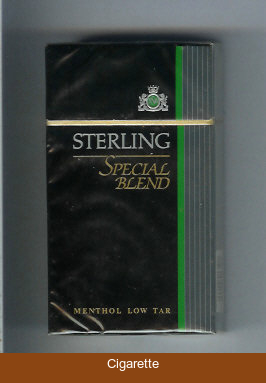 STERLING
SPECIAL
BLEND
MENTHOL LOW TAR
Cigarette